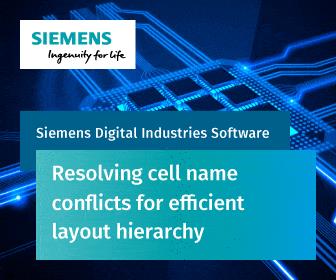 SIEMENS
Ingenuity for life
Siemens Digital Industries Software
Resolving cell name
conflicts for efficient
layout hierarchy